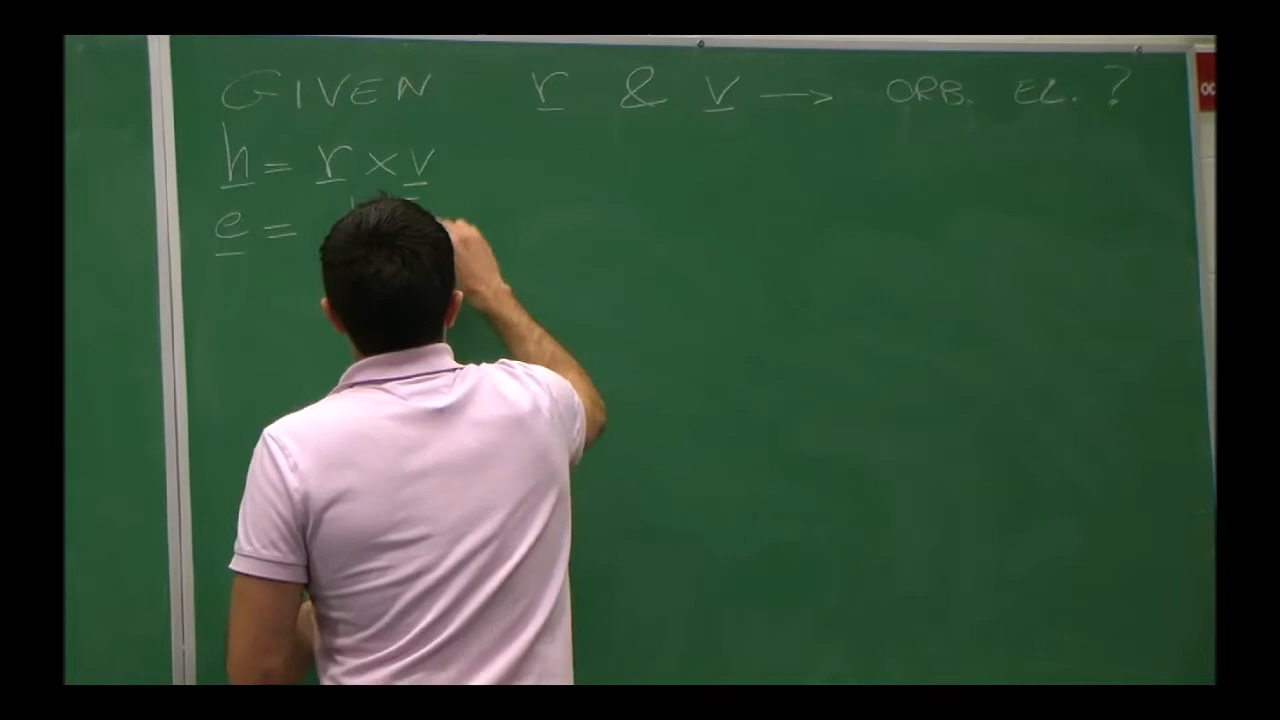 GIVEN r & v → ORB. EL. ?
h = r × v
e =